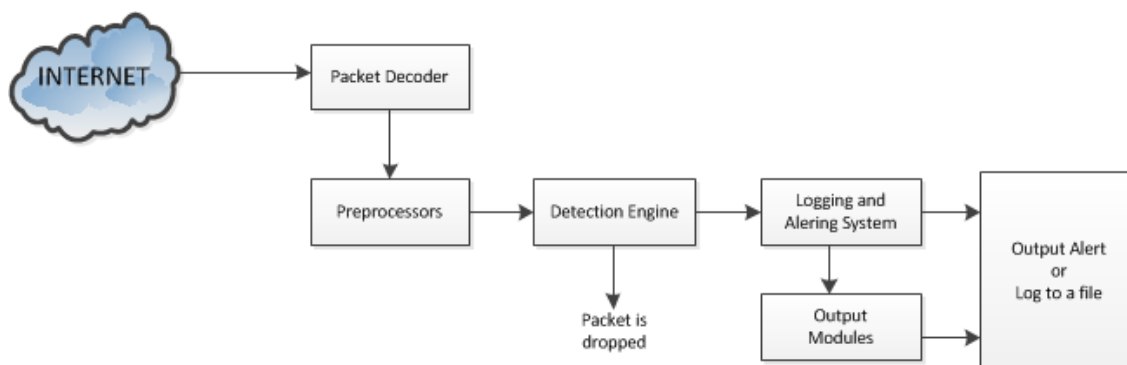 INTERNET
Packet Decoder
Preprocessors
Detection Engine
Packet is
dropped
Logging and
Alering System
Output
Modules
Output Alert
or
Log to a file